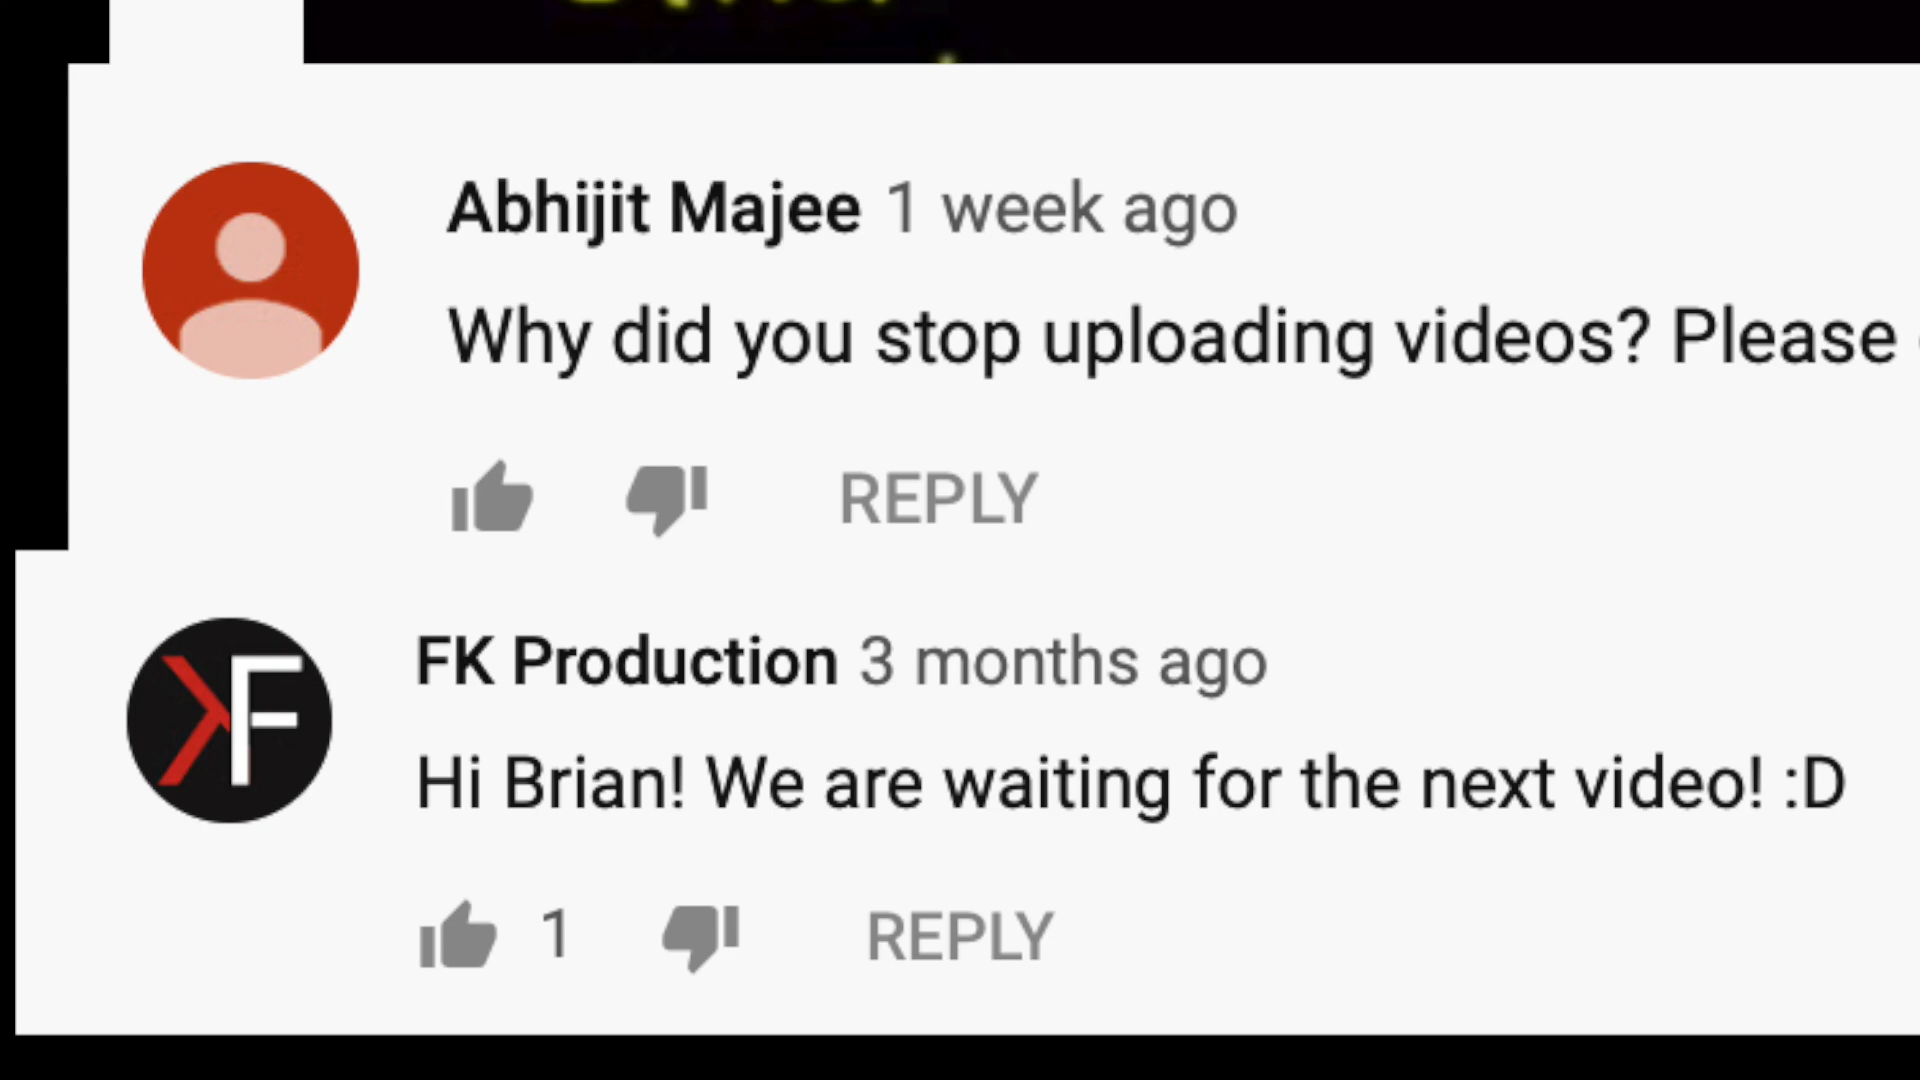 Abhijit Majee 1 week ago
Why did you stop uploading videos? Please
REPLY
KF
FK Production 3 months ago
Hi Brian! We are waiting for the next video! :D
1 REPLY